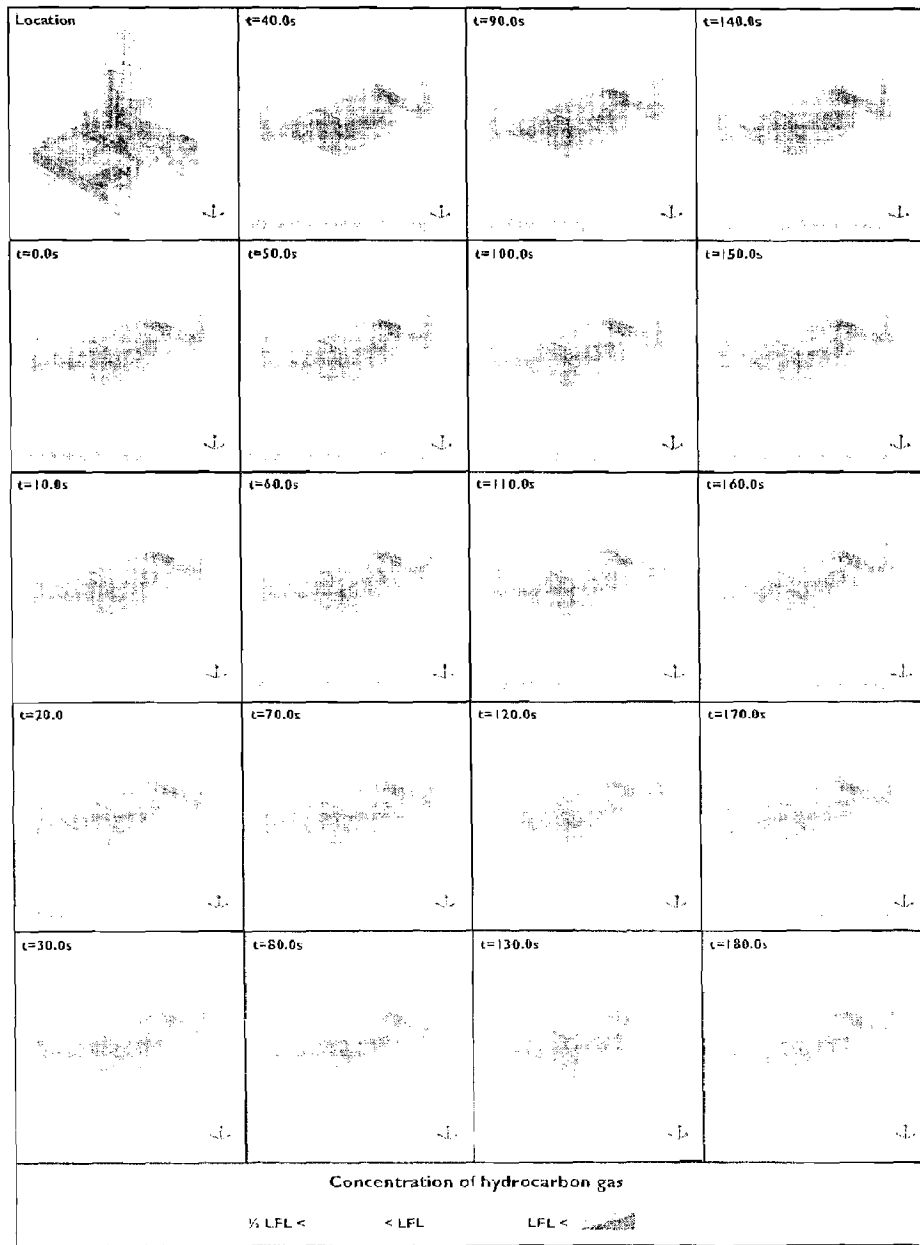 Location
t=40.0s
t=90.0s
t=140.0s
t=0.0s
t=50.0s
t=100.0s
t=150.0s
t=10.0s
t=60.0s
t=110.0s
t=160.0s
t=20.0
t=70.0s
t=120.0s
t=170.0s
t=30.0s
t=80.0s
t=130.0s
t=180.0s
Concentration of hydrocarbon gas
½ LFL < < LFL LFL <